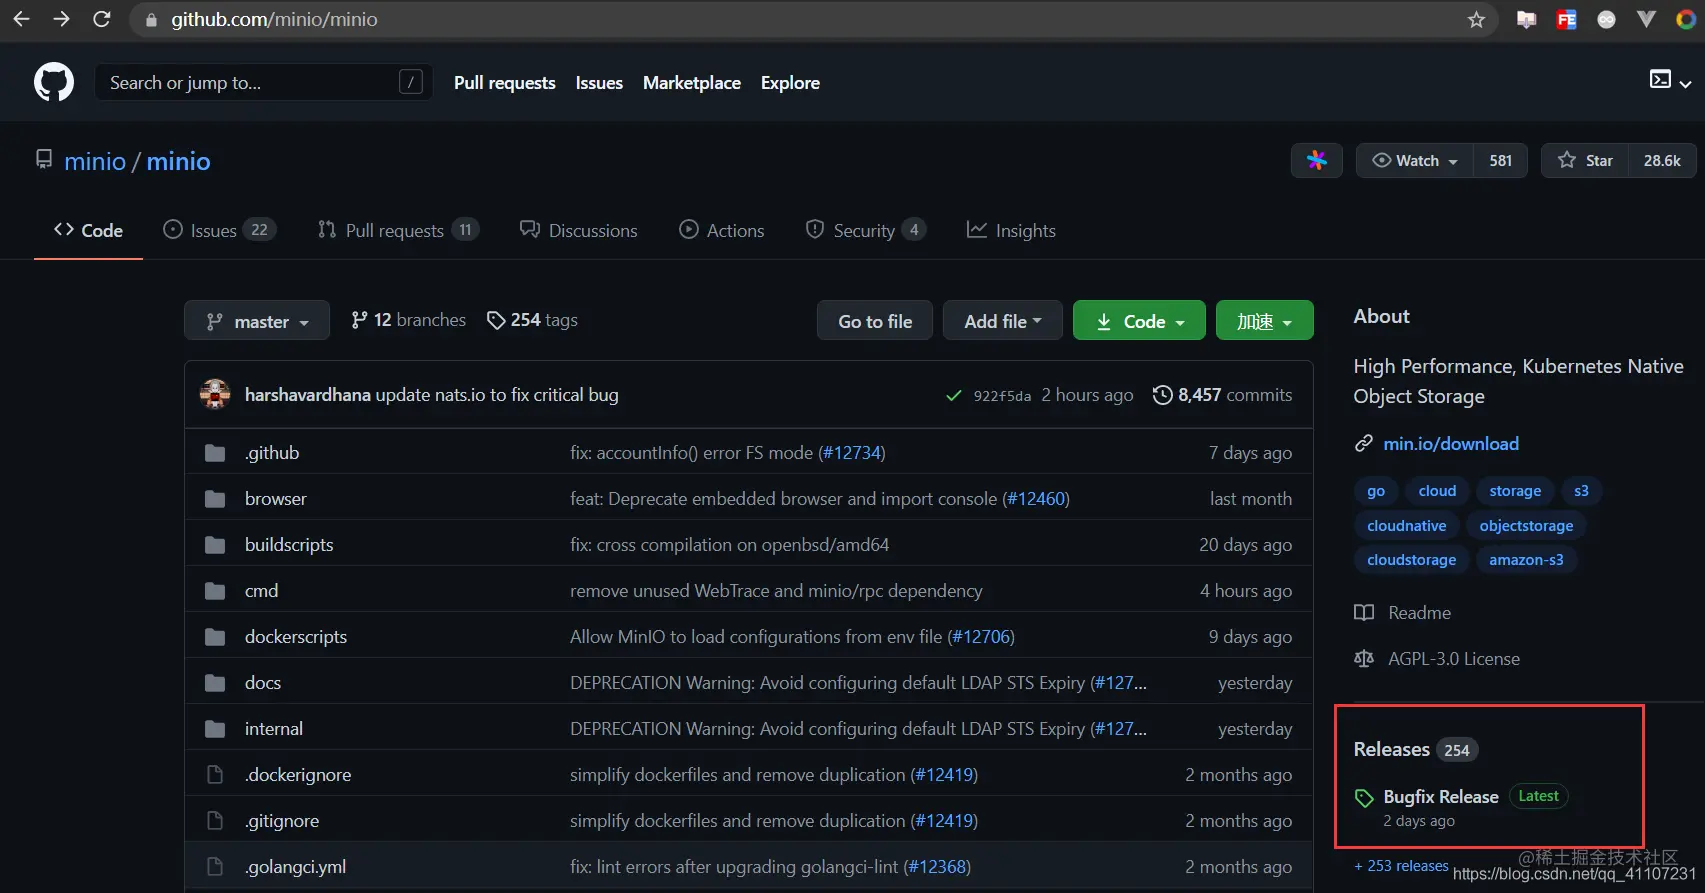 github.com/minio/minio
FE
Search or jump to... /
Pull requests Issues Marketplace Explore
minio / minio
Watch 581
Star 28.6k
Code
Issues 22
Pull requests 11
Discussions
Actions
Security 4
Insights
master
12 branches
254 tags
Go to file
Add file
Code
加速
harshavardhana update nats.io to fix critical bug 922f5da 2 hours ago 8,457 commits
.github fix: accountInfo() error FS mode (#12734) 7 days ago
browser feat: Deprecate embedded browser and import console (#12460) last month
buildscripts fix: cross compilation on openbsd/amd64 20 days ago
cmd remove unused WebTrace and minio/rpc dependency 4 hours ago
dockerscripts Allow MinIO to load configurations from env file (#12706) 9 days ago
docs DEPRECATION Warning: Avoid configuring default LDAP STS Expiry (#127... yesterday
internal DEPRECATION Warning: Avoid configuring default LDAP STS Expiry (#127... yesterday
.dockerignore simplify dockerfiles and remove duplication (#12419) 2 months ago
.gitignore simplify dockerfiles and remove duplication (#12419) 2 months ago
.golangci.yml fix: lint errors after upgrading golangci-lint (#12368) 2 months ago
About
High Performance, Kubernetes Native
Object Storage
min.io/download
go cloud storage s3
cloudnative objectstorage
cloudstorage amazon-s3
Readme
AGPL-3.0 License
Releases 254
Bugfix Release Latest
2 days ago
+ 253 releases
@稀土掘金技术社区
https://blog.csdn.net/qq_41107231